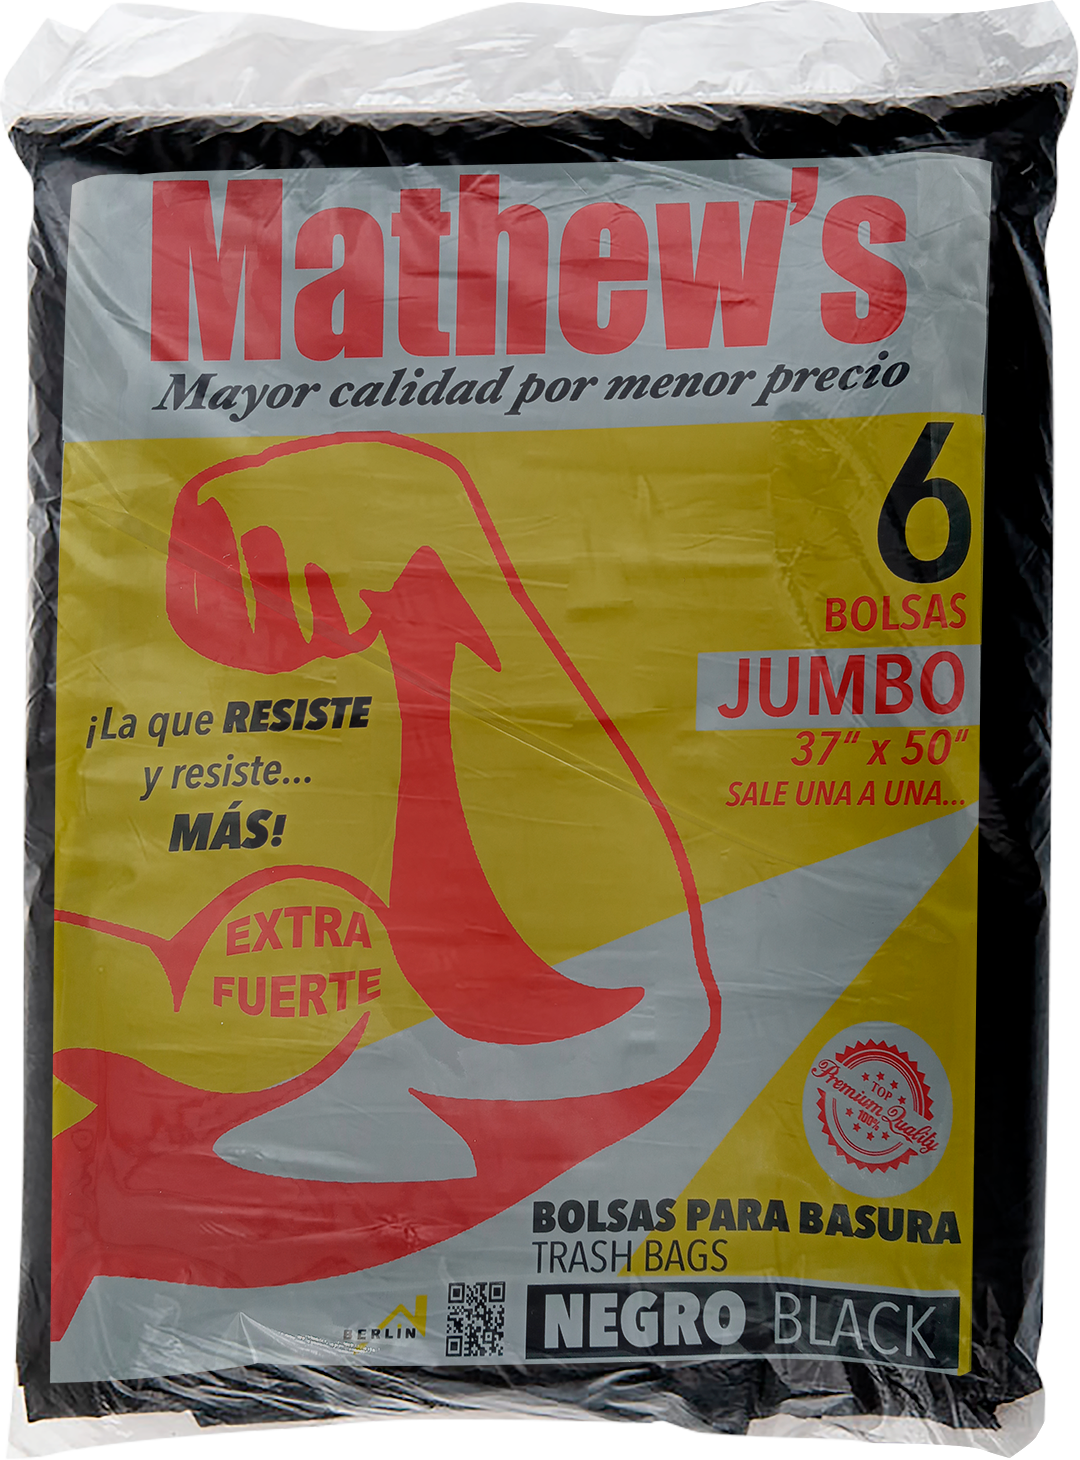 Mathew's
Mayor calidad por menor precio
6
BOLSAS
JUMBO
37" x 50"
SALE UNA A UNA...
¡La que RESISTE
y resiste...
MÁS!
EXTRA
FUERTE
TOP
Premium Quality
100%
BOLSAS PARA BASURA
TRASH BAGS
NEGRO BLACK
BERLIN